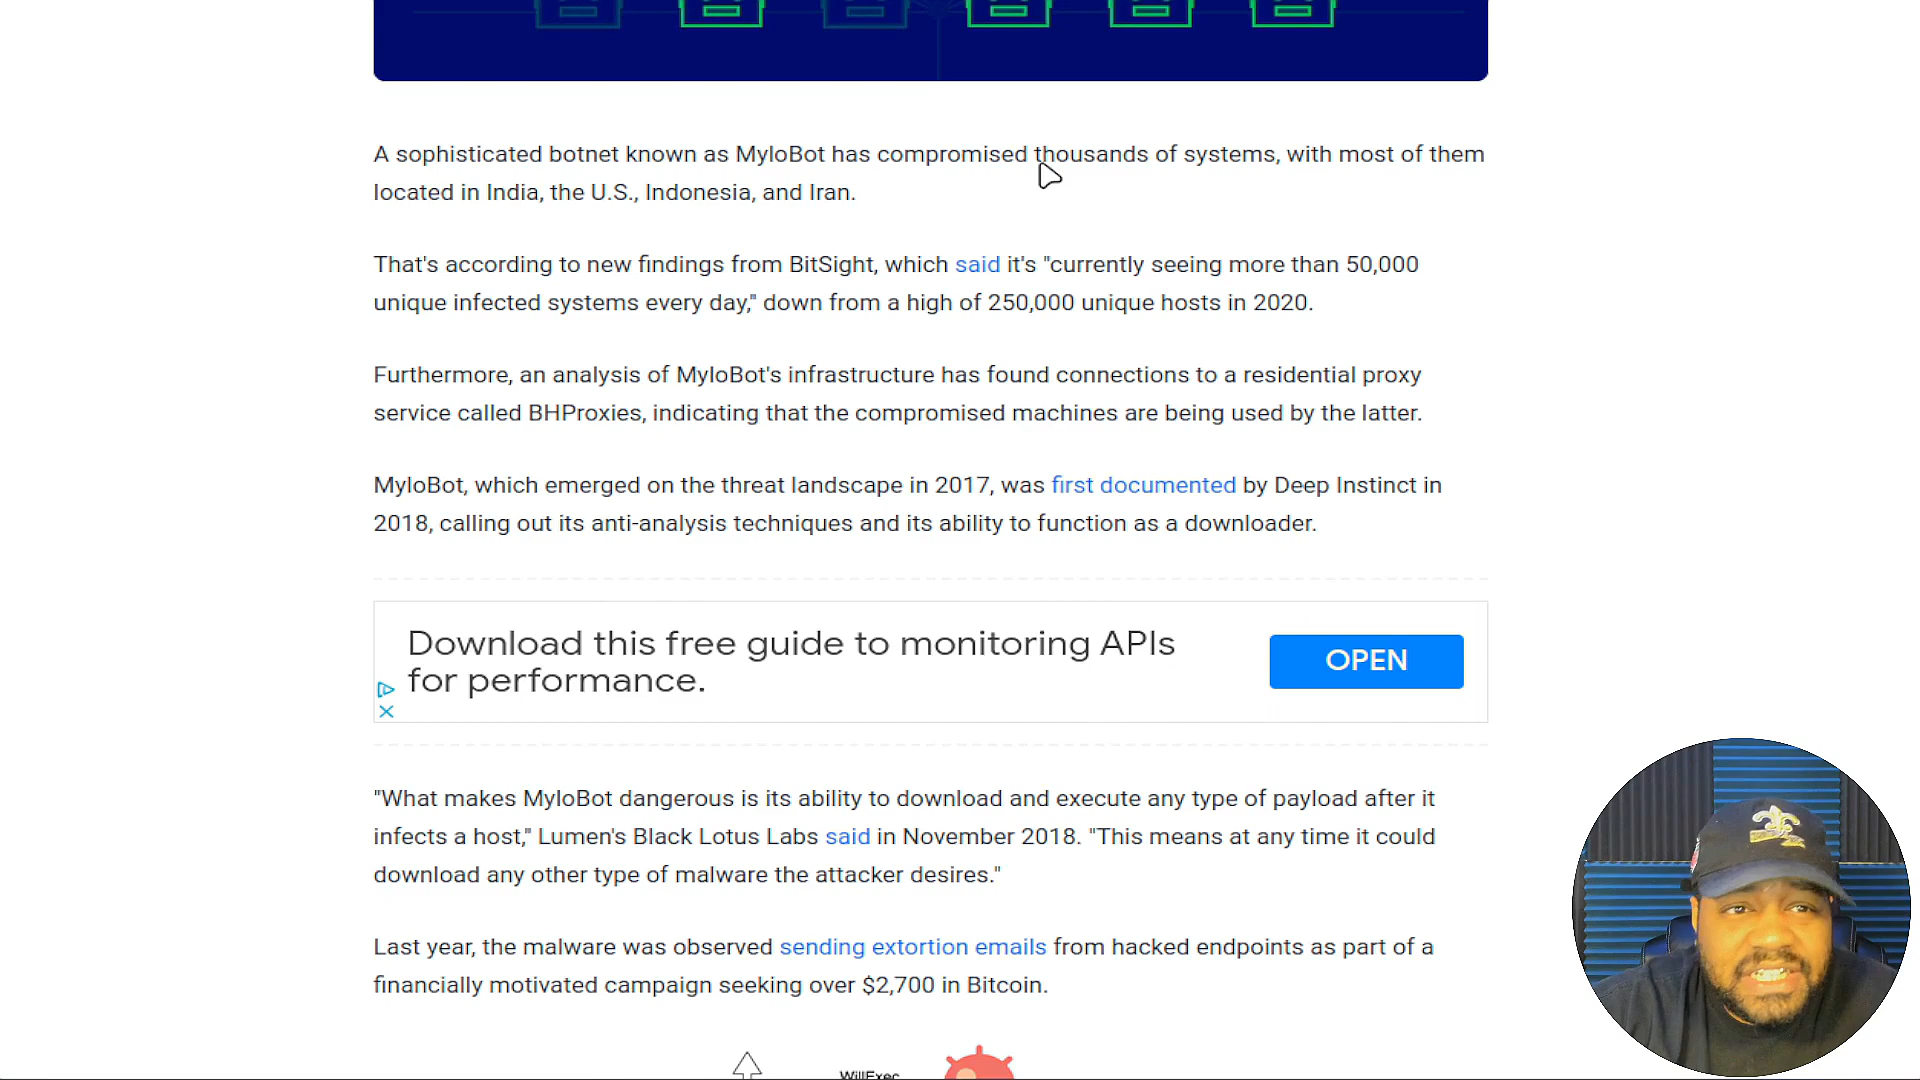 A sophisticated botnet known as MyloBot has compromised thousands of systems, with most of them
located in India, the U.S., Indonesia, and Iran.
That's according to new findings from BitSight, which said it's "currently seeing more than 50,000
unique infected systems every day," down from a high of 250,000 unique hosts in 2020.
Furthermore, an analysis of MyloBot's infrastructure has found connections to a residential proxy
service called BHProxies, indicating that the compromised machines are being used by the latter.
MyloBot, which emerged on the threat landscape in 2017, was first documented by Deep Instinct in
2018, calling out its anti-analysis techniques and its ability to function as a downloader.
Download this free guide to monitoring APIs
for performance.
OPEN
"What makes MyloBot dangerous is its ability to download and execute any type of payload after it
infects a host," Lumen's Black Lotus Labs said in November 2018. "This means at any time it could
download any other type of malware the attacker desires."
Last year, the malware was observed sending extortion emails from hacked endpoints as part of a
financially motivated campaign seeking over $2,700 in Bitcoin.
WillExec